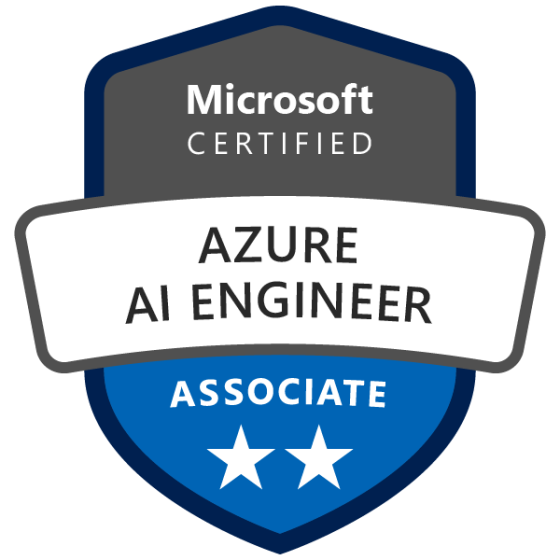 Microsoft
CERTIFIED
AZURE
AI ENGINEER
ASSOCIATE